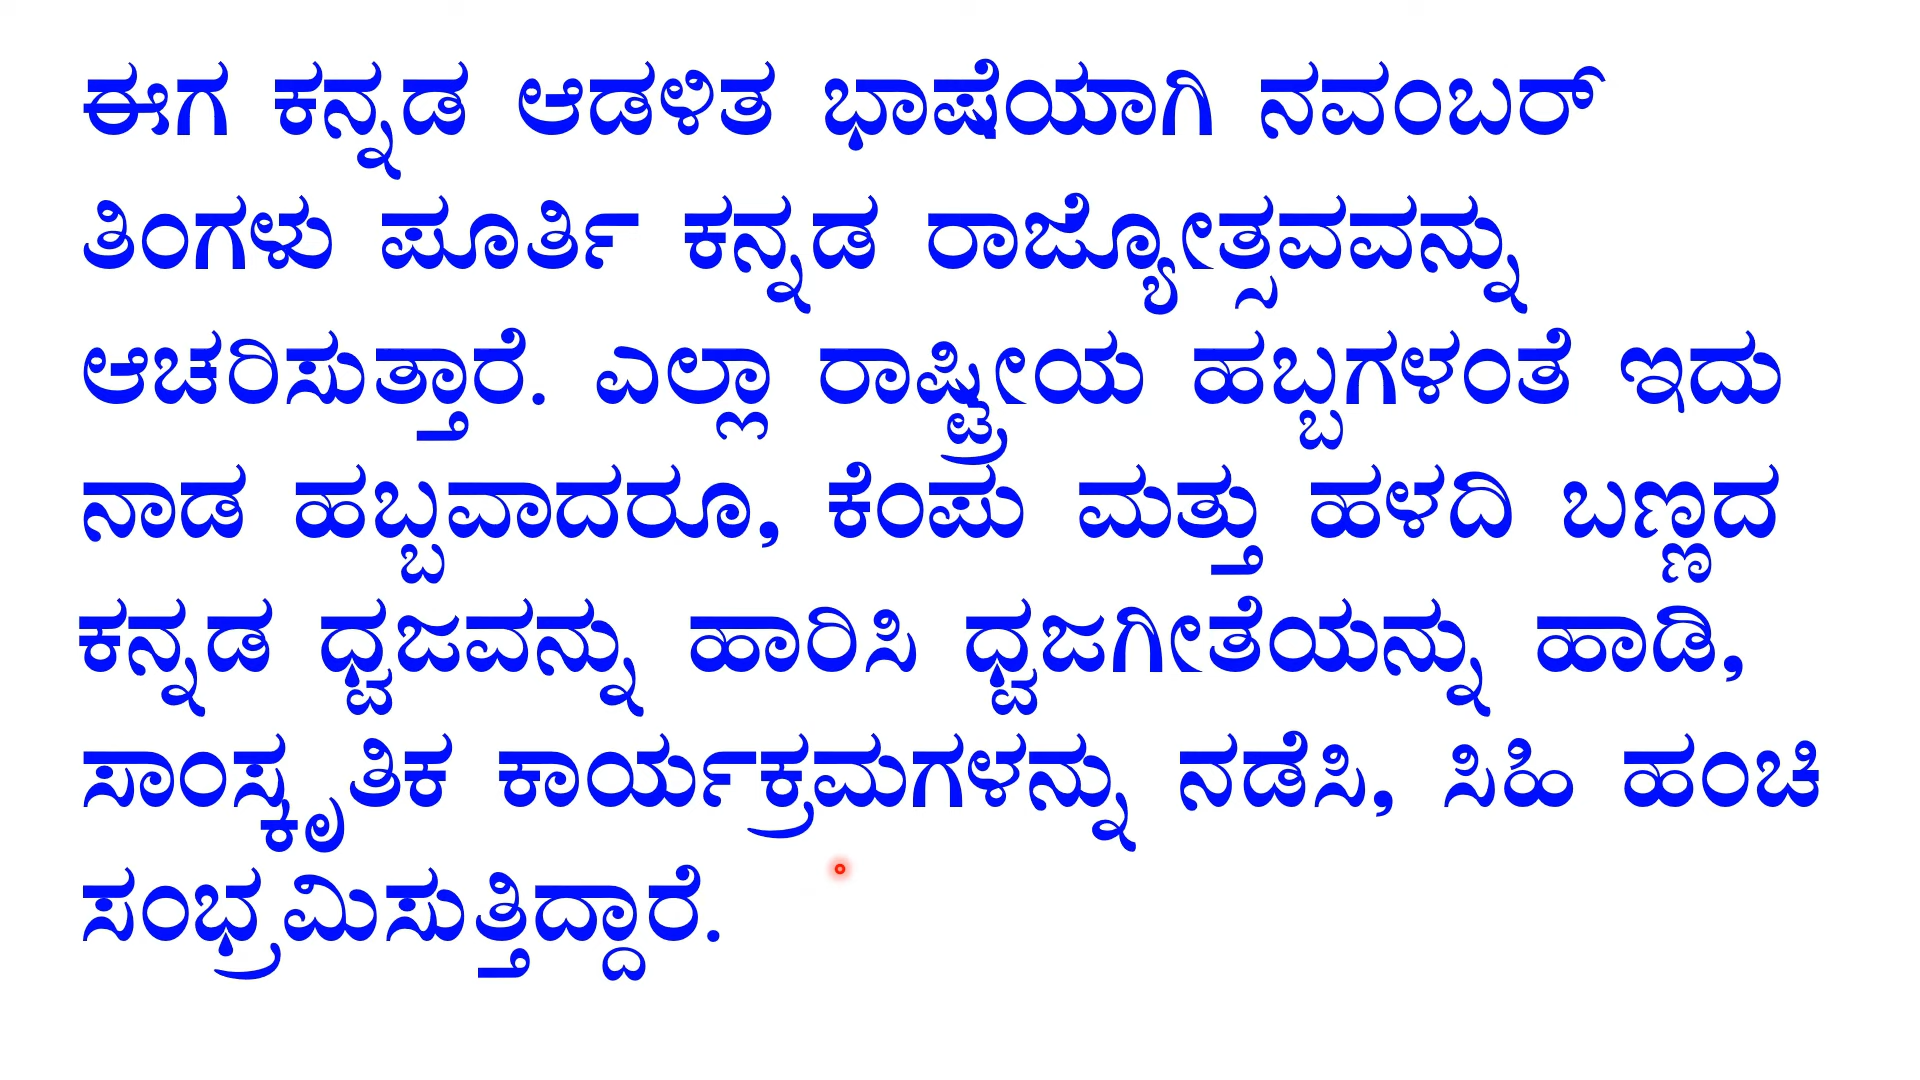 ಈಗ ಕನ್ನಡ ಆಡಳಿತ ಭಾಷೆಯಾಗಿ ನವಂಬರ್
ತಿಂಗಳು ಪೂರ್ತಿ ಕನ್ನಡ ರಾಜ್ಯೋತ್ಸವವನ್ನು
ಆಚರಿಸುತ್ತಾರೆ. ಎಲ್ಲಾ ರಾಷ್ಟ್ರೀಯ ಹಬ್ಬಗಳಂತೆ ಇದು
ನಾಡ ಹಬ್ಬವಾದರೂ, ಕೆಂಪು ಮತ್ತು ಹಳದಿ ಬಣ್ಣದ
ಕನ್ನಡ ಧ್ವಜವನ್ನು ಹಾರಿಸಿ ಧ್ವಜಗೀತೆಯನ್ನು ಹಾಡಿ,
ಸಾಂಸ್ಕೃತಿಕ ಕಾರ್ಯಕ್ರಮಗಳನ್ನು ನಡೆಸಿ, ಸಿಹಿ ಹಂಚಿ
ಸಂಭ್ರಮಿಸುತ್ತಿದ್ದಾರೆ.